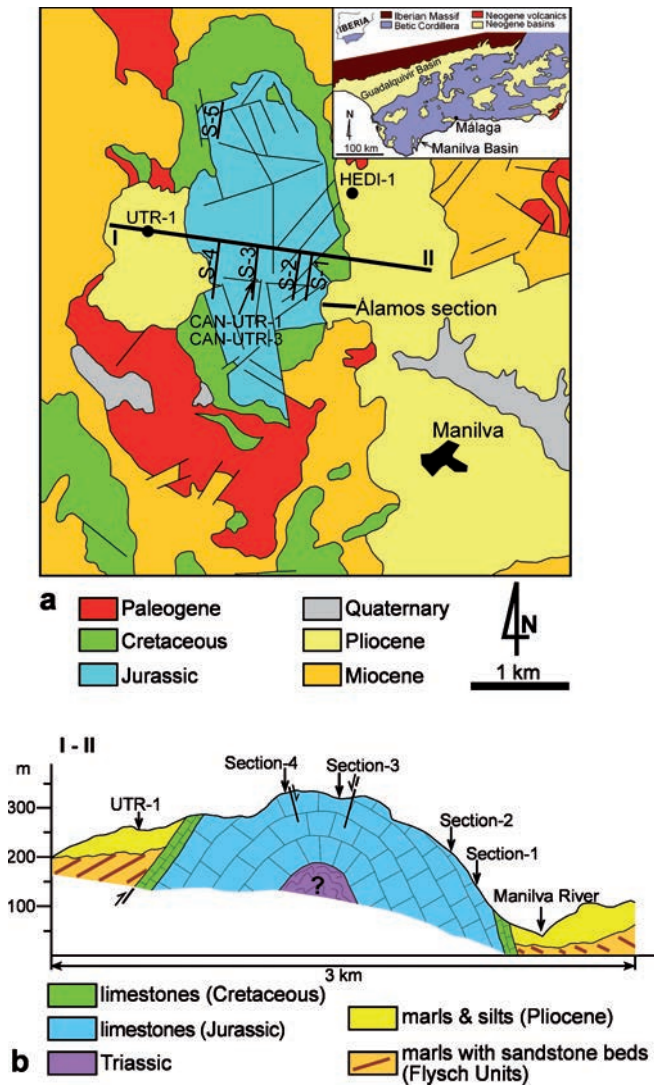 IBERIA
Iberian Massif
Neogene volcanics
Betic Cordillera
Neogene basins
Guadalquivir Basin
N
Málaga
100 km
Manilva Basin
S-5
HEDI-1
UTR-1
I
II
S-4
S-3
S-2
S-1
Álamos section
CAN-UTR-1
CAN-UTR-3
Manilva
a
Paleogene
Quaternary
Cretaceous
Pliocene
Jurassic
Miocene
N
1 km
I - II
m
Section-4
Section-3
UTR-1
300
Section-2
200
Section-1
?
Manilva River
100
3 km
limestones (Cretaceous)
limestones (Jurassic)
marls & silts (Pliocene)
Triassic
marls with sandstone beds
(Flysch Units)
b